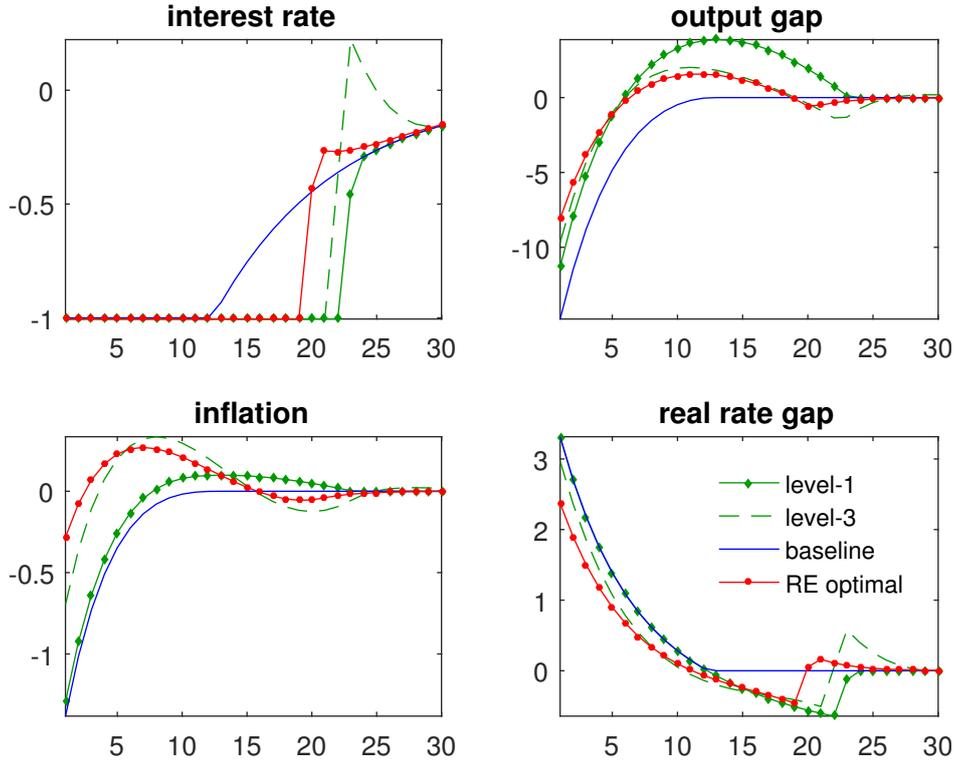 interest rate
0
-0.5
-1
5 10 15 20 25 30
output gap
0
-5
-10
5 10 15 20 25 30
inflation
0
-0.5
-1
5 10 15 20 25 30
real rate gap
3
2
1
0
level-1
level-3
baseline
RE optimal
5 10 15 20 25 30